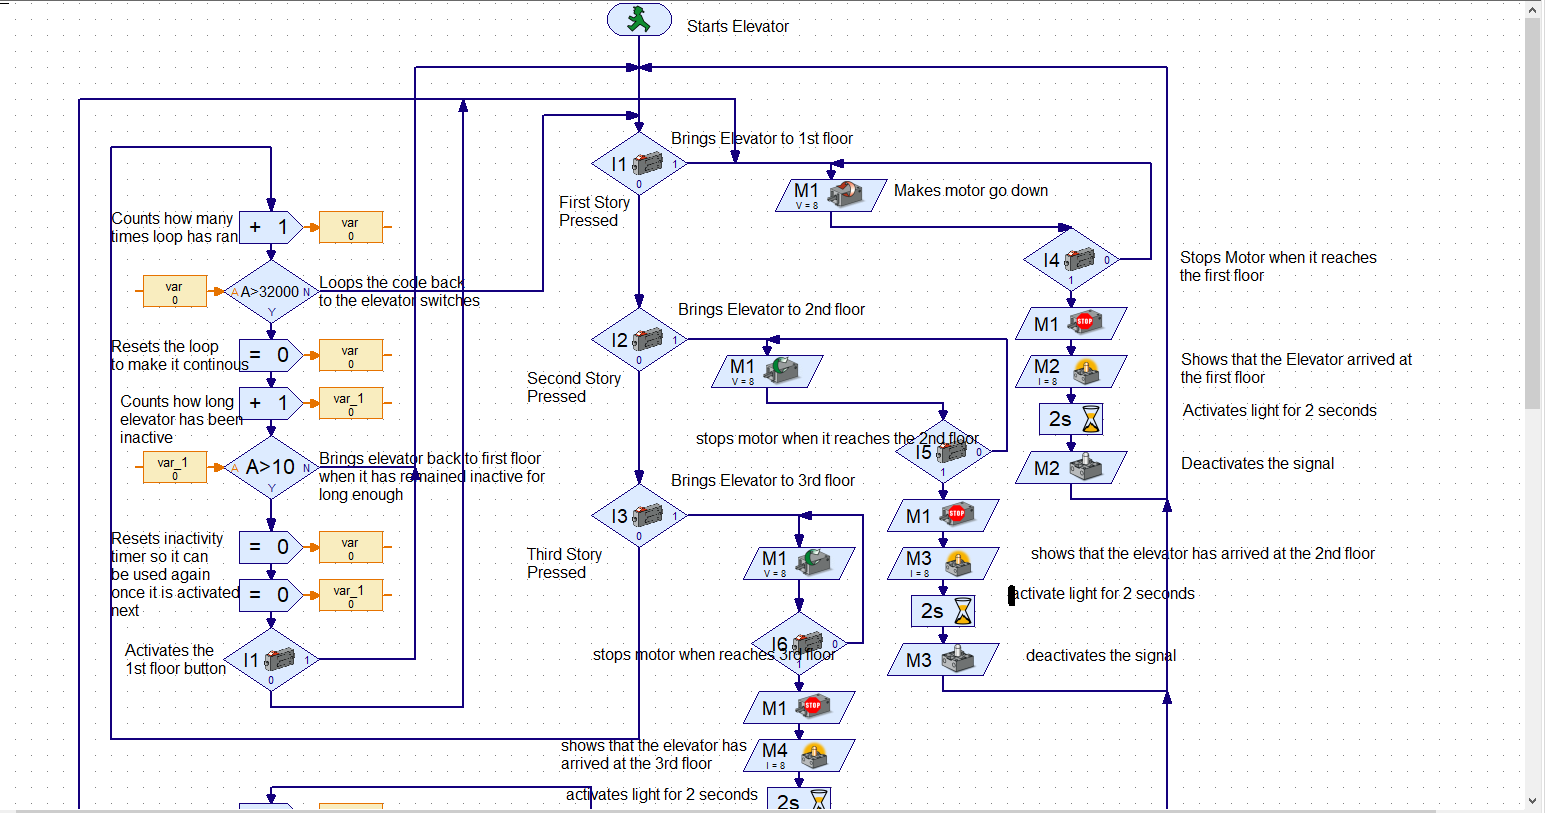 Starts Elevator
Brings Elevator to 1st floor
I1
1
0
First Story
Pressed
M1
V = 8
Makes motor go down
I4
0
1
Stops Motor when it reaches
the first floor
M1
STOP
M2
I = 8
Shows that the Elevator arrived at
the first floor
2s
Activates light for 2 seconds
M2
Deactivates the signal
Counts how many
times loop has ran
+ 1
var
0
var
0
A
A>32000
N
Y
Loops the code back
to the elevator switches
Resets the loop
to make it continous
= 0
var
0
Counts how long
elevator has been
inactive
+ 1
var_1
0
var_1
0
A
A>10
N
Y
Brings elevator back to first floor
when it has remained inactive for
long enough
Resets inactivity
timer so it can
be used again
once it is activated
next
= 0
var
0
= 0
var_1
0
Activates the
1st floor button
I1
1
0
Brings Elevator to 2nd floor
I2
1
0
Second Story
Pressed
M1
V = 8
stops motor when it reaches the 2nd floor
I5
0
1
M1
STOP
M3
I = 8
shows that the elevator has arrived at the 2nd floor
2s
activate light for 2 seconds
M3
deactivates the signal
Brings Elevator to 3rd floor
I3
1
0
Third Story
Pressed
M1
V = 8
I6
0
1
stops motor when reaches 3rd floor
M1
STOP
shows that the elevator has
arrived at the 3rd floor
M4
I = 8
activates light for 2 seconds
2s